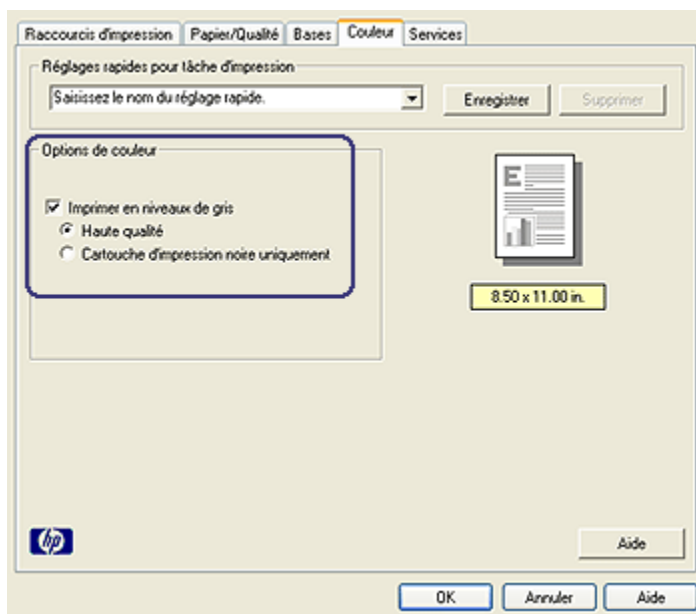 Raccourcis d'impression Papier/Qualité Bases Couleur Services
Réglages rapides pour tâche d'impression
Saisissez le nom du réglage rapide. Enregistrer Supprimer
Options de couleur
Imprimer en niveaux de gris
Haute qualité
Cartouche d'impression noire uniquement
E
8.50 x 11.00 in.
hp
Aide
OK Annuler Aide